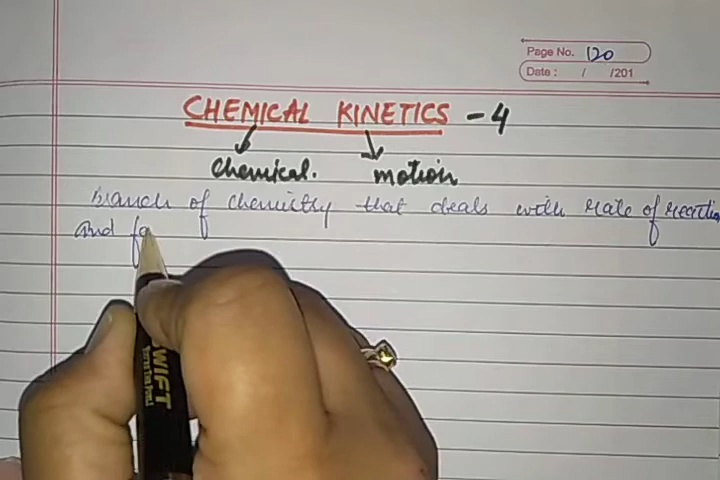 Page No. 120
Date : / /201
CHEMICAL KINETICS - 4
chemical. motion
branch of chemistry that deals with rate of reaction
and fa
SWIFT